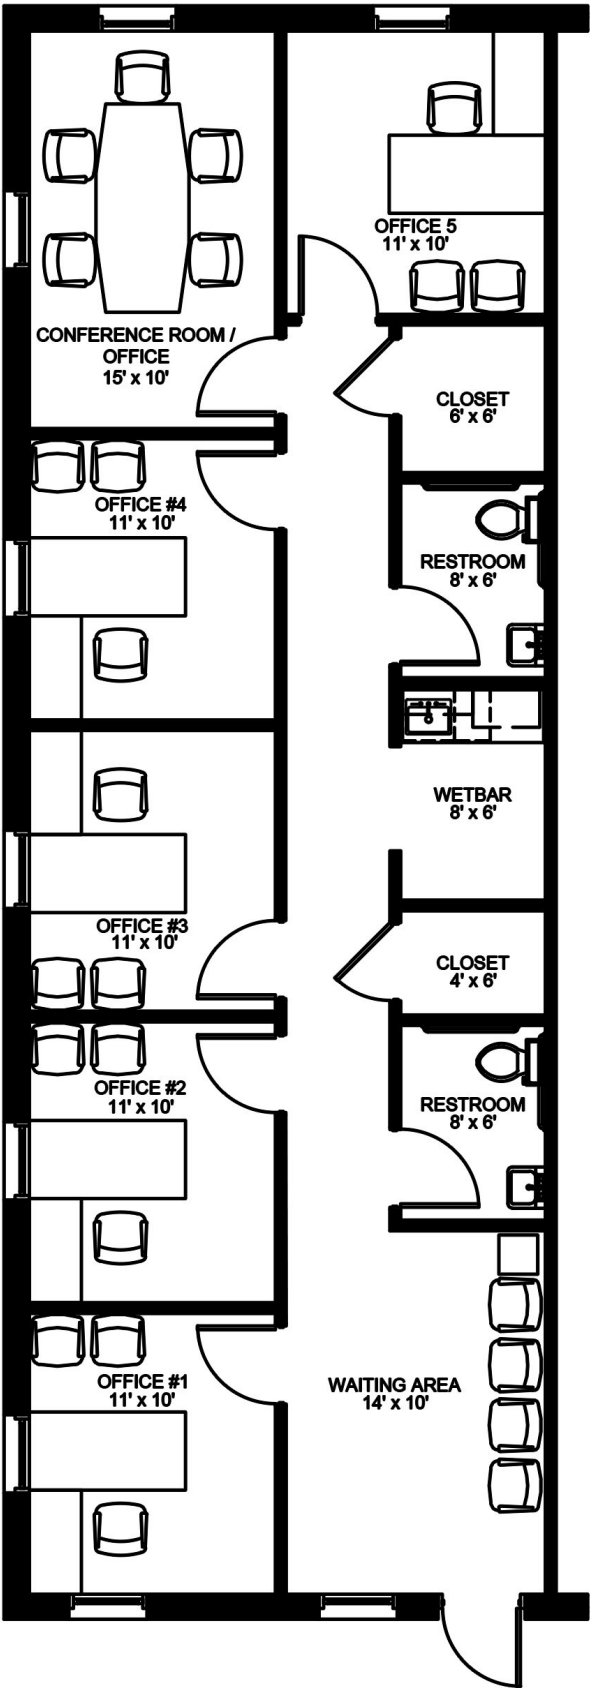 OFFICE 5
11' x 10'
CONFERENCE ROOM /
OFFICE
15' x 10'
CLOSET
6' x 6'
OFFICE #4
11' x 10'
RESTROOM
8' x 6'
WETBAR
8' x 6'
OFFICE #3
11' x 10'
CLOSET
4' x 6'
OFFICE #2
11' x 10'
RESTROOM
8' x 6'
OFFICE #1
11' x 10'
WAITING AREA
14' x 10'